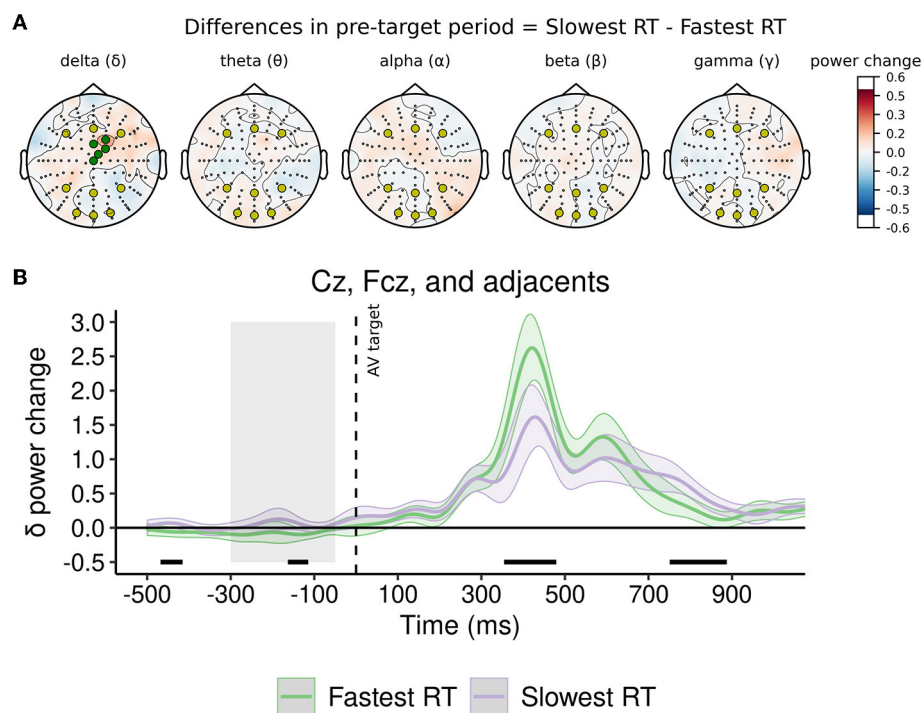 A
Differences in pre-target period = Slowest RT - Fastest RT
delta (δ) theta (θ) alpha (α) beta (β) gamma (γ) power change
0.6
0.5
0.3
0.2
0.0
-0.2
-0.3
-0.5
-0.6
B
Cz, Fcz, and adjacents
AV target
δ power change
3.0
2.5
2.0
1.5
1.0
0.5
0.0
-0.5
-500 -300 -100 100 300 500 700 900
Time (ms)
Fastest RT Slowest RT